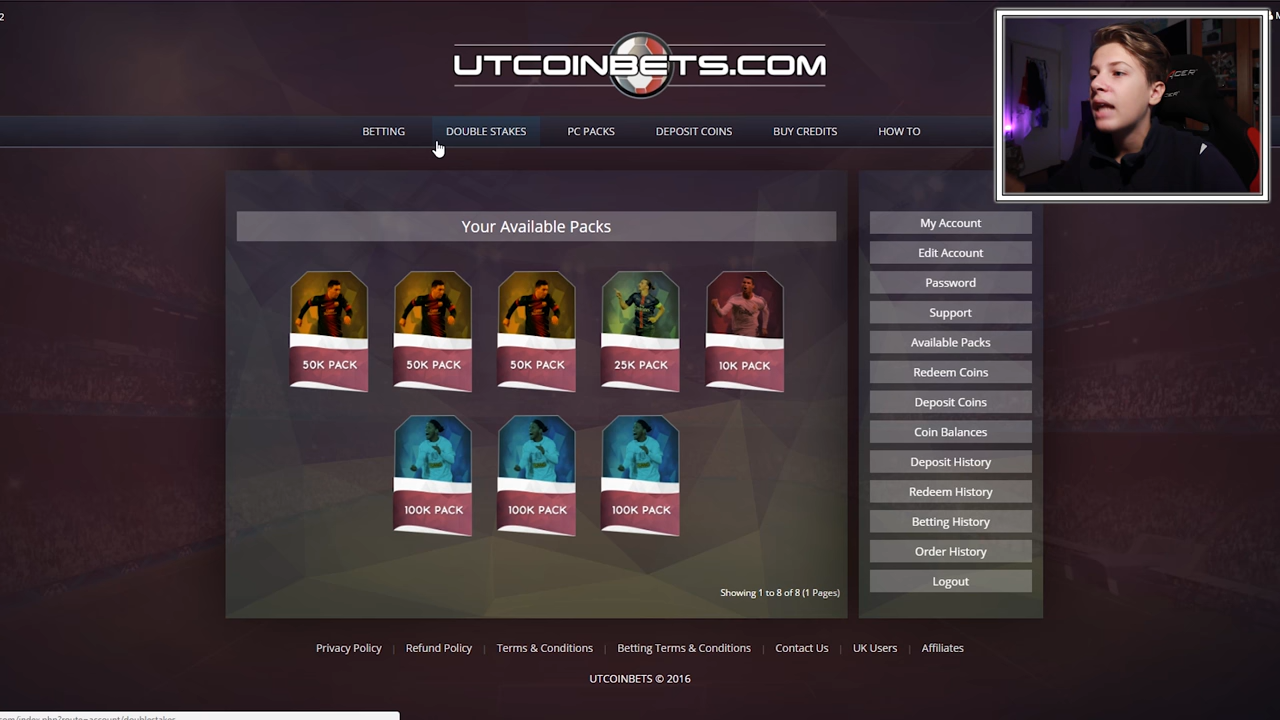 2
UTCOINBETS.COM
BETTING DOUBLE STAKES PC PACKS DEPOSIT COINS BUY CREDITS HOW TO
Your Available Packs
50K PACK 50K PACK 50K PACK 25K PACK 10K PACK
100K PACK 100K PACK 100K PACK
Showing 1 to 8 of 8 (1 Pages)
My Account
Edit Account
Password
Support
Available Packs
Redeem Coins
Deposit Coins
Coin Balances
Deposit History
Redeem History
Betting History
Order History
Logout
Privacy Policy | Refund Policy | Terms & Conditions | Betting Terms & Conditions | Contact Us | UK Users | Affiliates
UTCOINBETS © 2016